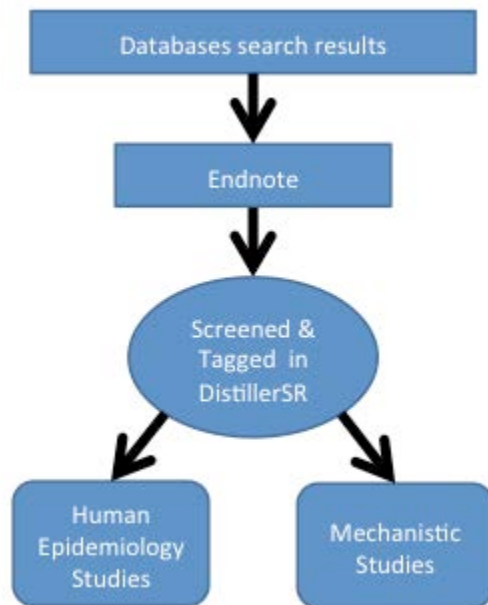 Databases search results
Endnote
Screened &
Tagged in
DistillerSR
Human
Epidemiology
Studies
Mechanistic
Studies